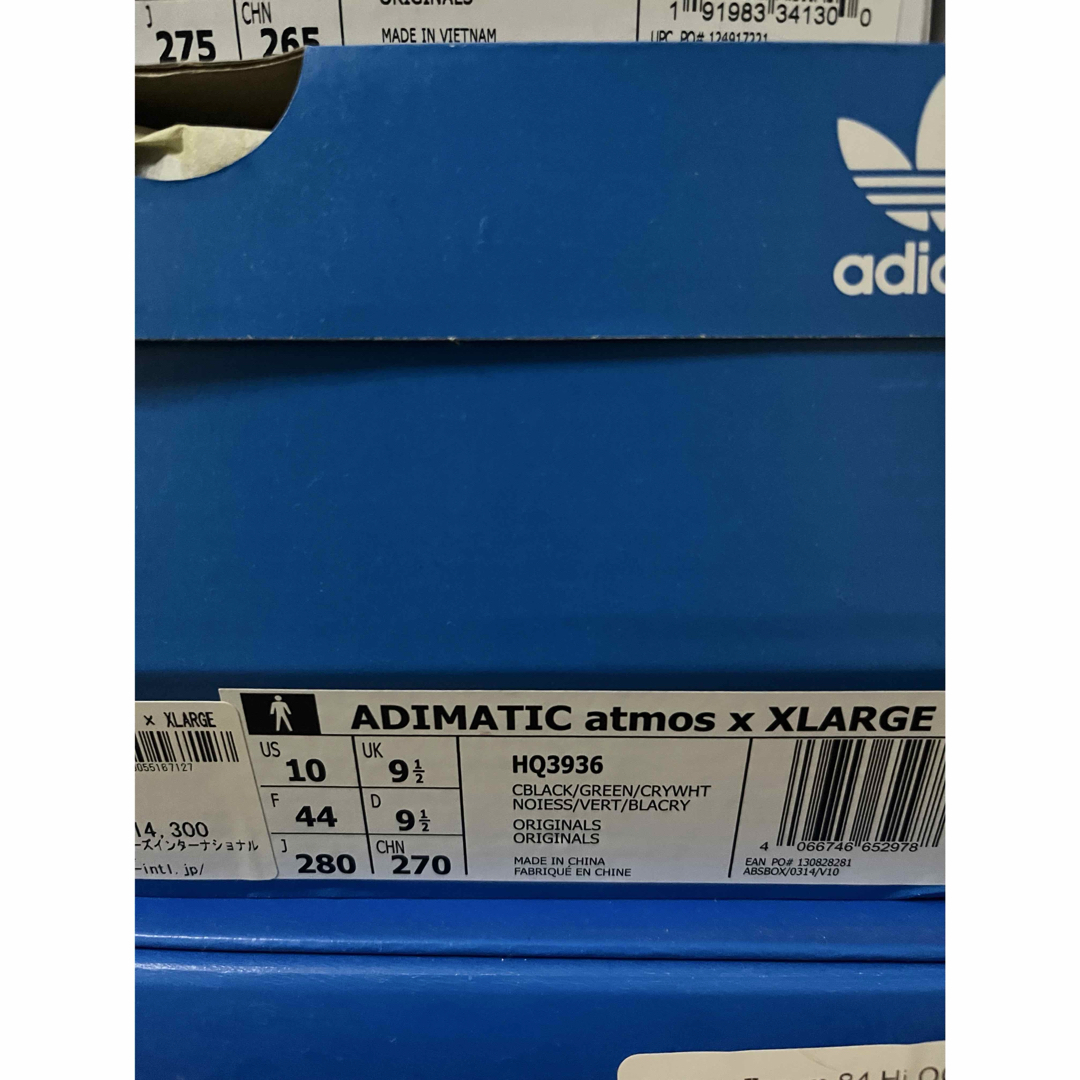 J
275
CHN
265
ORIGINALS
MADE IN VIETNAM
1 91983 34130 0
UPC PO# 124917221
x XLARGE
055167127
14,300
ーズインターナショナル
-intl.jp/
ADIMATIC atmos x XLARGE
US
10
UK
9½
F
44
D
9½
J
280
CHN
270
HQ3936
CBLACK/GREEN/CRYWHT
NOIESS/VERT/BLACRY
ORIGINALS
ORIGINALS
MADE IN CHINA
FABRIQUÉ EN CHINE
4 066746 652978
EAN PO# 130828281
ABSBOX/0314/V10
84 Hi